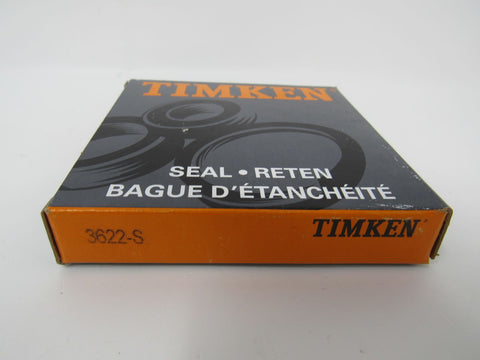 TIMKEN
SEAL • RETEN
BAGUE D'ÉTANCHÉITÉ
3622-S
TIMKEN